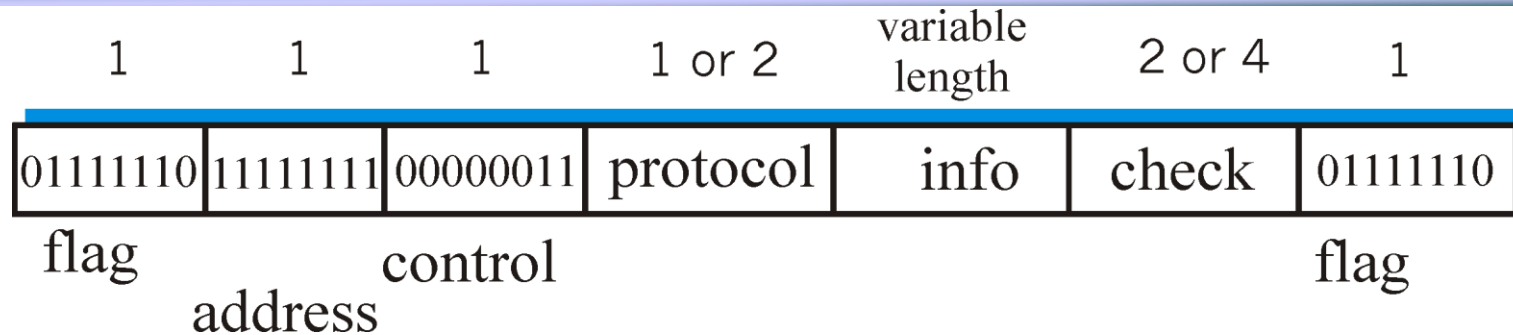 1 1 1 1 or 2 variable length 2 or 4 1
01111110 11111111 00000011 protocol info check 01111110
flag address control flag